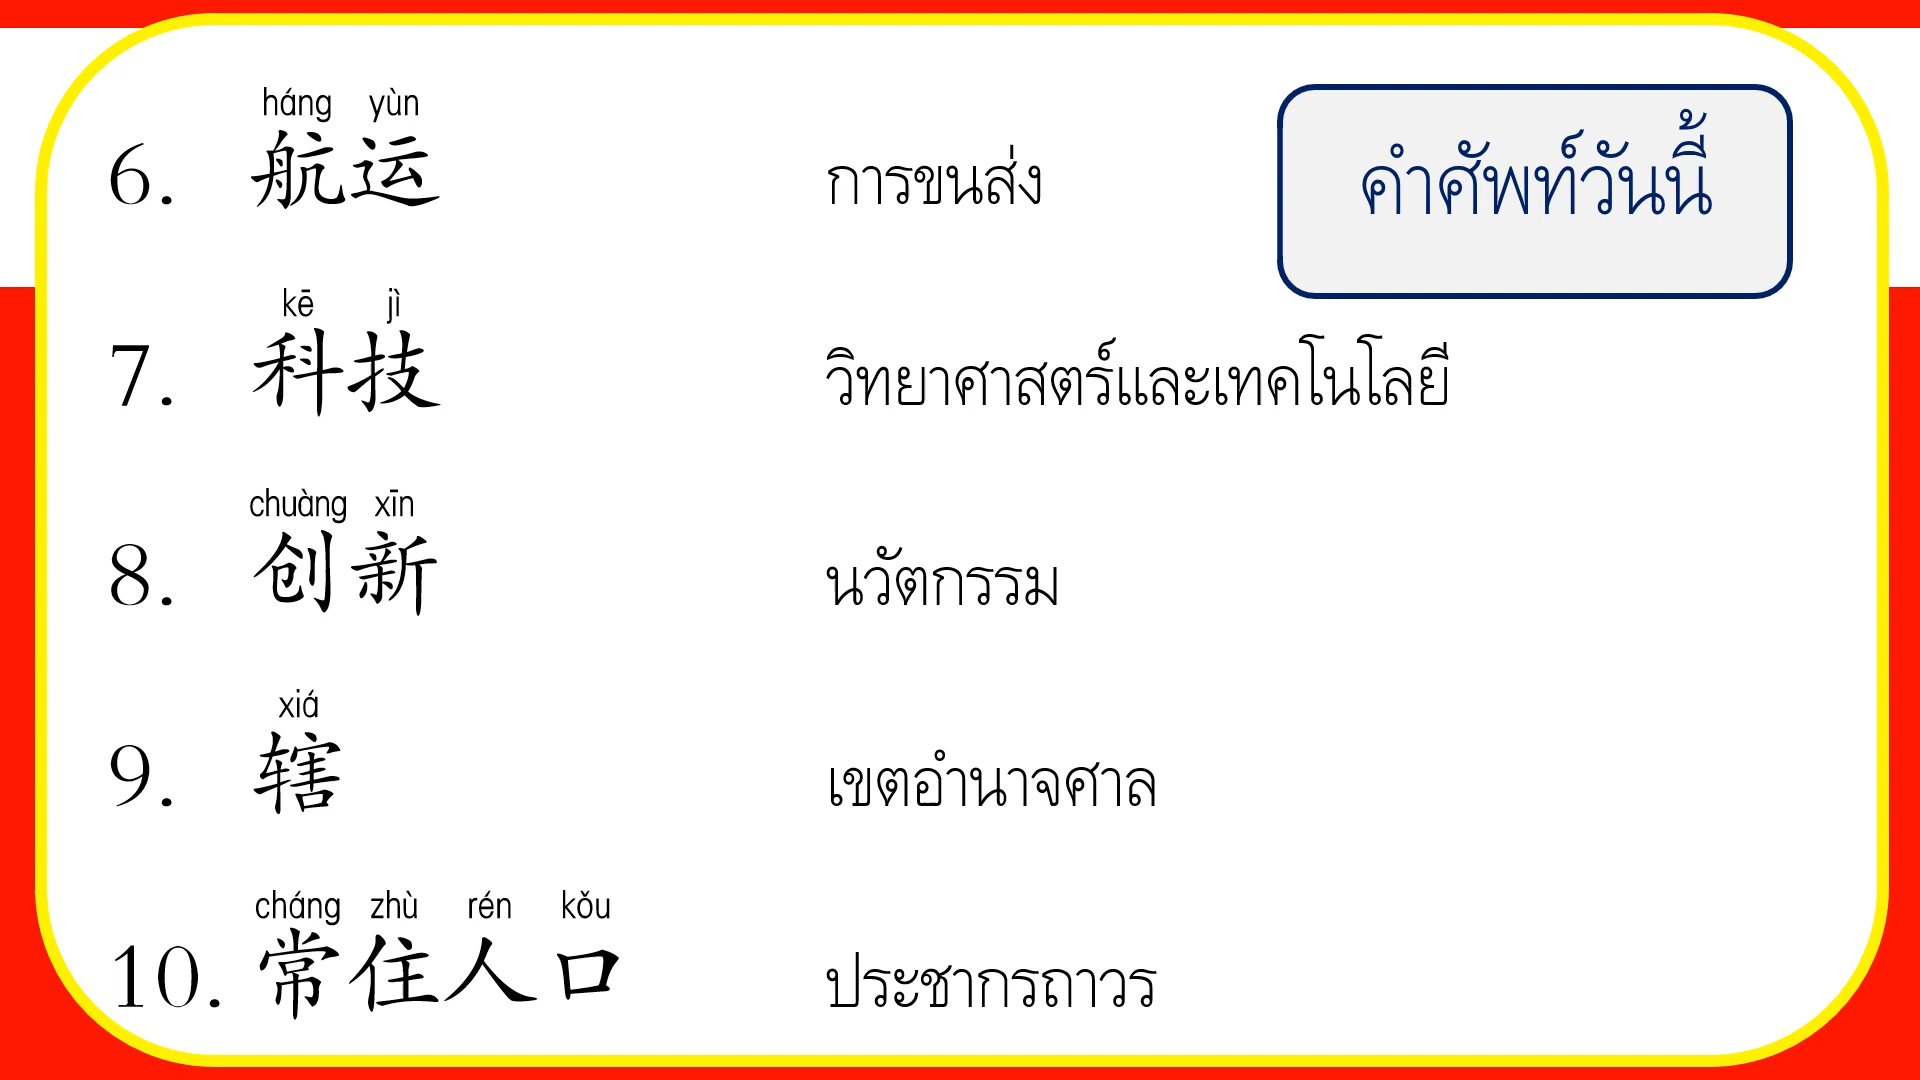 คำศัพท์วันนี้
háng yùn
6. 航运 การขนส่ง
kē jì
7. 科技 วิทยาศาสตร์และเทคโนโลยี
chuàng xīn
8. 创新 นวัตกรรม
xiá
9. 辖 เขตอำนาจศาล
cháng zhù rén kǒu
10. 常住人口 ประชากรถาวร